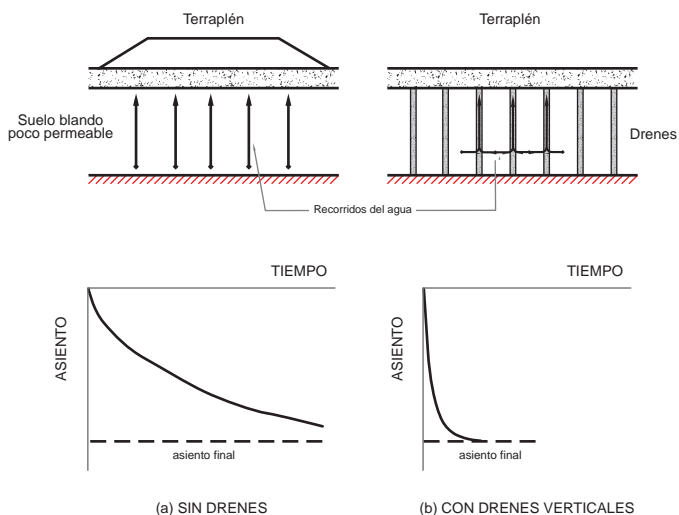 Terraplén
Terraplén
Suelo blando
poco permeable
Drenes
Recorridos del agua
TIEMPO
TIEMPO
ASIENTO
ASIENTO
asiento final
asiento final
(a) SIN DRENES
(b) CON DRENES VERTICALES